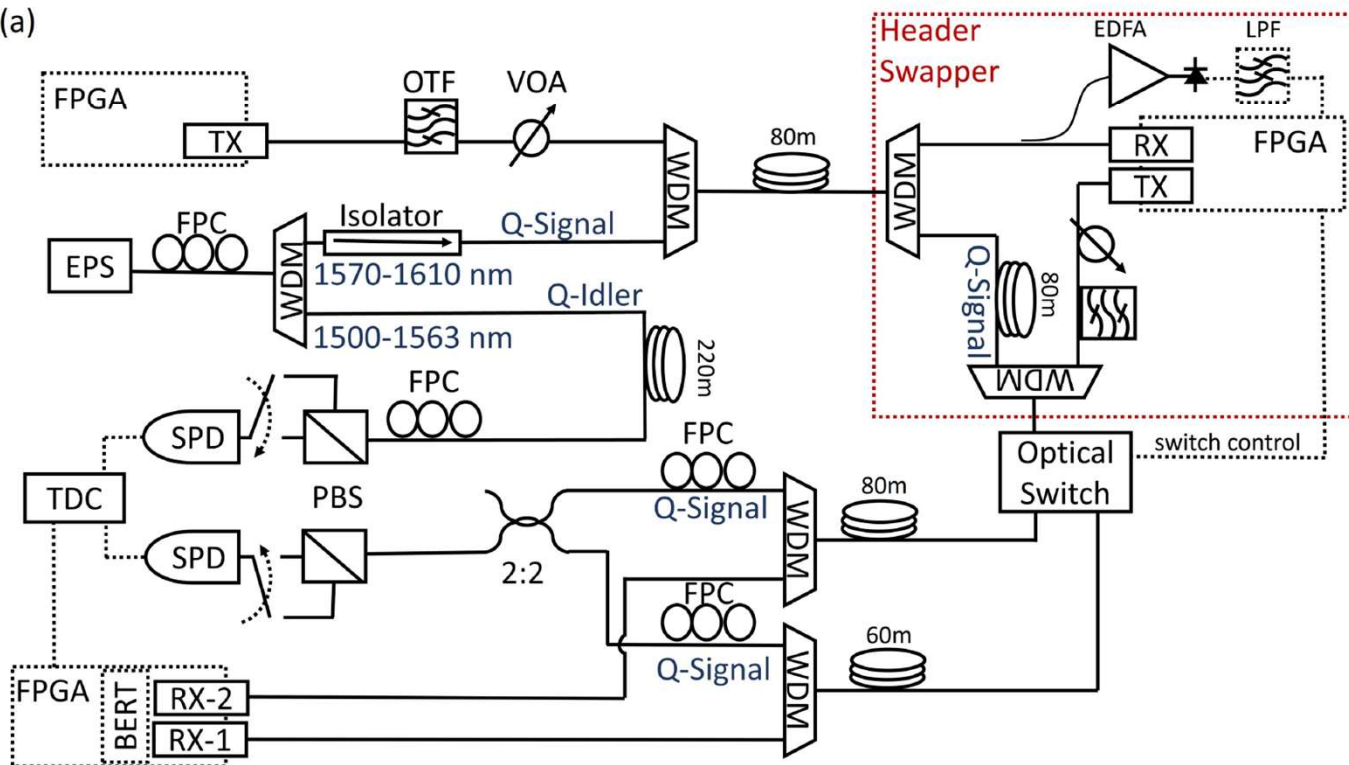 (a)
Header
Swapper
EDFA
LPF
FPGA
TX
OTF
VOA
WDM
80m
WDM
RX
TX
FPGA
EPS
FPC
WDM
Isolator
Q-Signal
1570-1610 nm
Q-Idler
1500-1563 nm
220m
Q-Signal
80m
WDM
Optical
Switch
switch control
SPD
FPC
PBS
TDC
SPD
2:2
FPC
Q-Signal
WDM
80m
FPC
Q-Signal
WDM
60m
FPGA
BERT
RX-2
RX-1